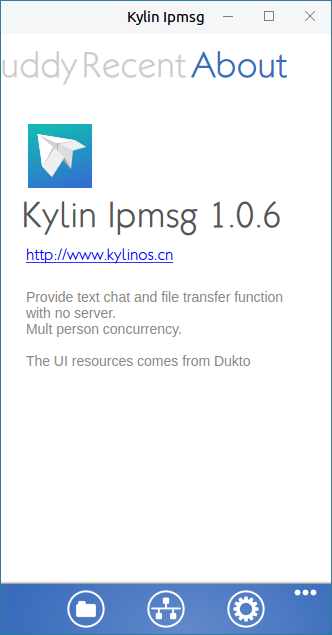 Kylin Ipmsg
uddy Recent About
Kylin Ipmsg 1.0.6
http://www.kylinos.cn
Provide text chat and file transfer function
with no server.
Mult person concurrency.
The UI resources comes from Dukto